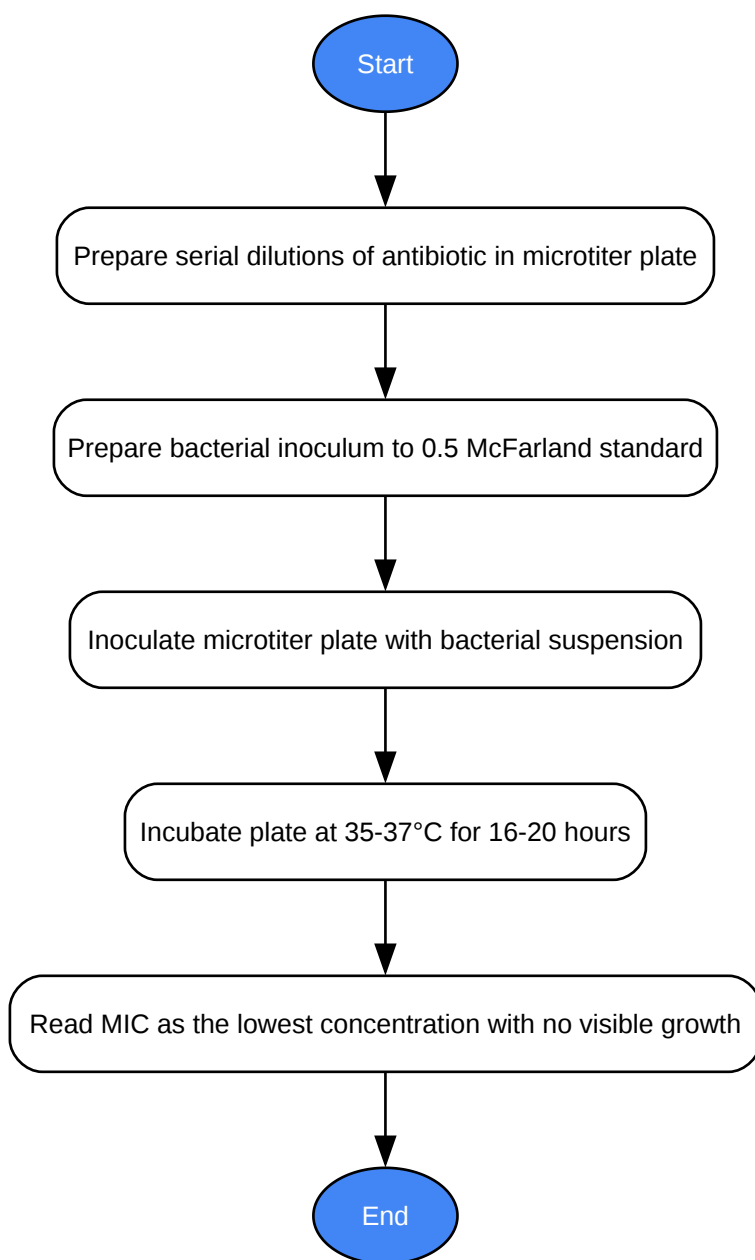 Start
Prepare serial dilutions of antibiotic in microtiter plate
Prepare bacterial inoculum to 0.5 McFarland standard
Inoculate microtiter plate with bacterial suspension
Incubate plate at 35-37°C for 16-20 hours
Read MIC as the lowest concentration with no visible growth
End